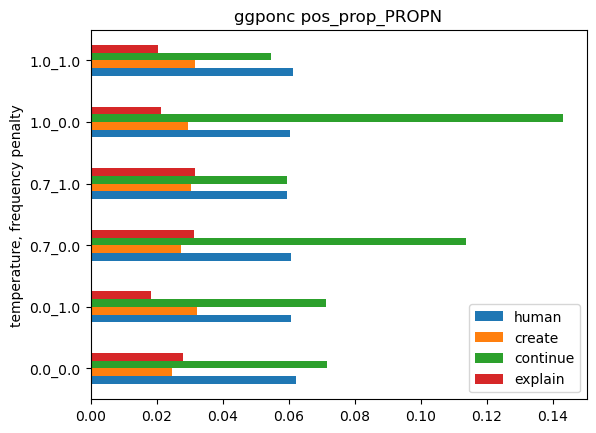 ggponc pos_prop_PROPN
temperature, frequency penalty
1.0_1.0
1.0_0.0
0.7_1.0
0.7_0.0
0.0_1.0
0.0_0.0
human
create
continue
explain
0.00 0.02 0.04 0.06 0.08 0.10 0.12 0.14